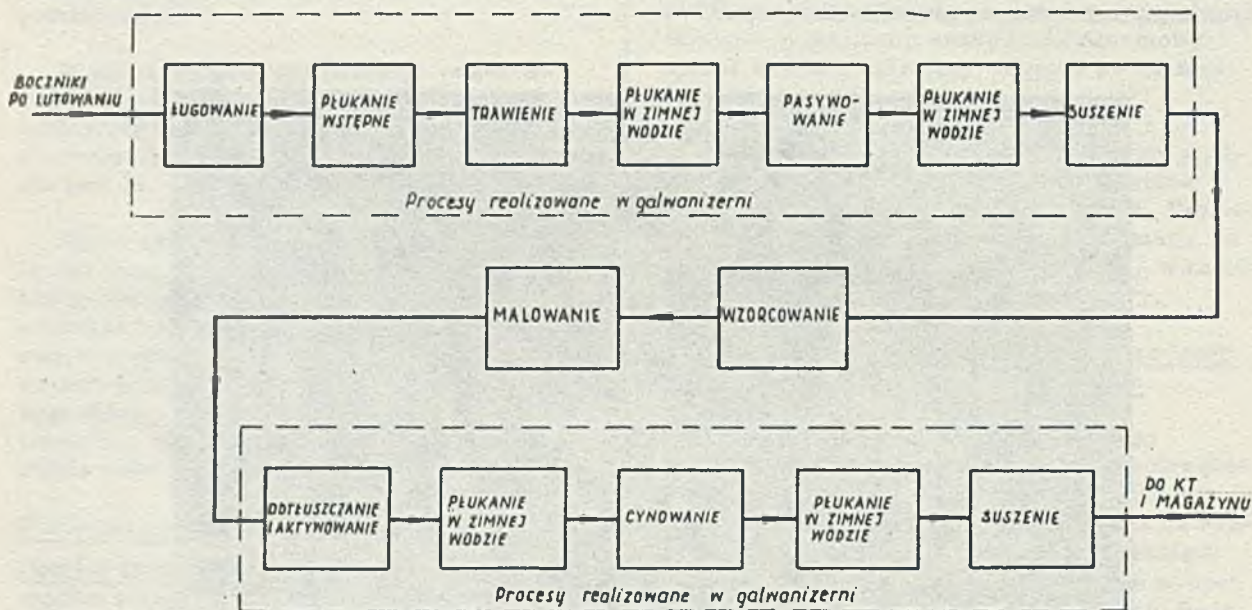 BOCZNIKI
PO LUTOWANIU
ŁUGOWANIE
PŁUKANIE
WSTĘPNE
TRAWIENIE
PŁUKANIE
W ZIMNEJ
WODZIE
PASYWO-
WANIE
PŁUKANIE
W ZIMNEJ
WODZIE
SUSZENIE
Procesy realizowane w galwanizerni
MALOWANIE
WZORCOWANIE
ODTŁUSZCZANIE
I AKTYWOWANIE
PŁUKANIE
W ZIMNEJ
WODZIE
CYNOWANIE
PŁUKANIE
W ZIMNEJ
WODZIE
SUSZENIE
DO KT
I MAGAZYNU
Procesy realizowane w galwanizerni